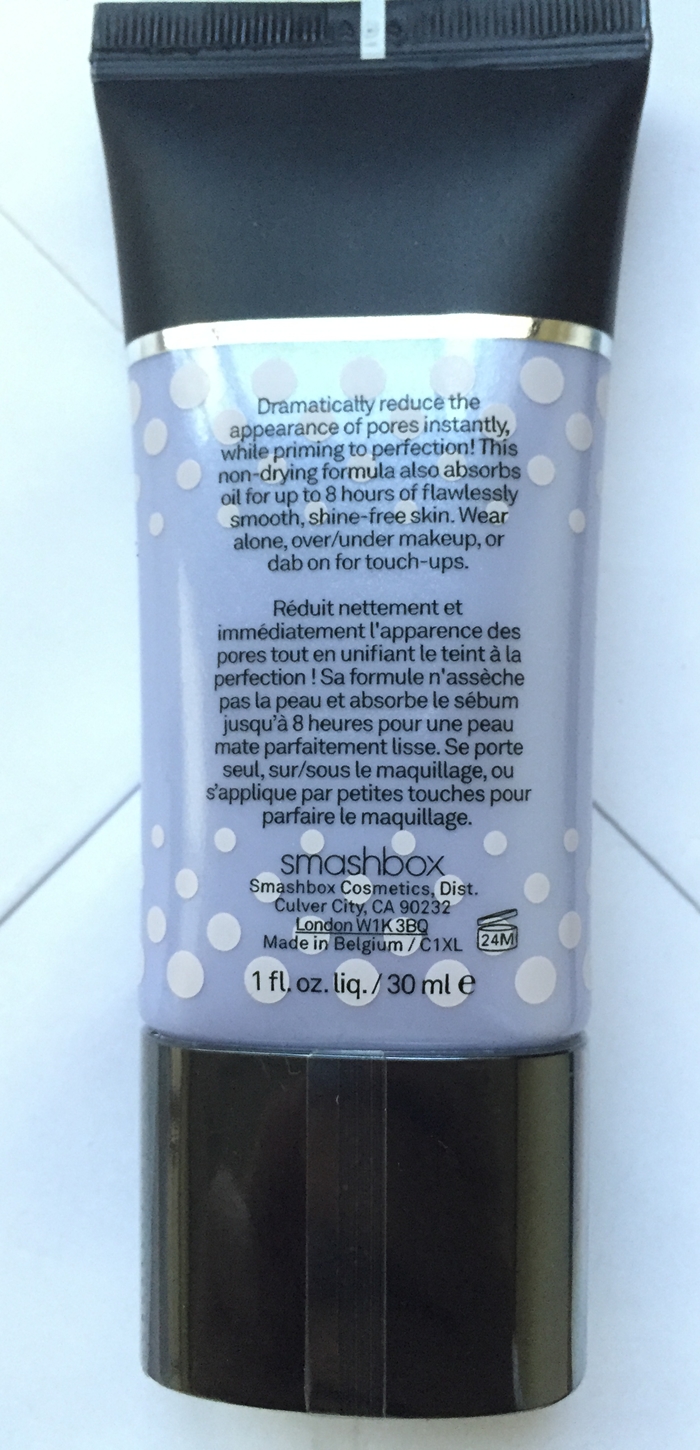 Dramatically reduce the
appearance of pores instantly,
while priming to perfection! This
non-drying formula also absorbs
oil for up to 8 hours of flawlessly
smooth, shine-free skin. Wear
alone, over/under makeup, or
dab on for touch-ups.
Réduit nettement et
immédiatement l'apparence des
pores tout en unifiant le teint à la
perfection ! Sa formule n'assèche
pas la peau et absorbe le sébum
jusqu'à 8 heures pour une peau
mate parfaitement lisse. Se porte
seul, sur/sous le maquillage, ou
s'applique par petites touches pour
parfaire le maquillage.
smashbox
Smashbox Cosmetics, Dist.
Culver City, CA 90232
London W1K 3BQ
Made in Belgium / C1XL 24M
1 fl. oz. liq. / 30 ml e